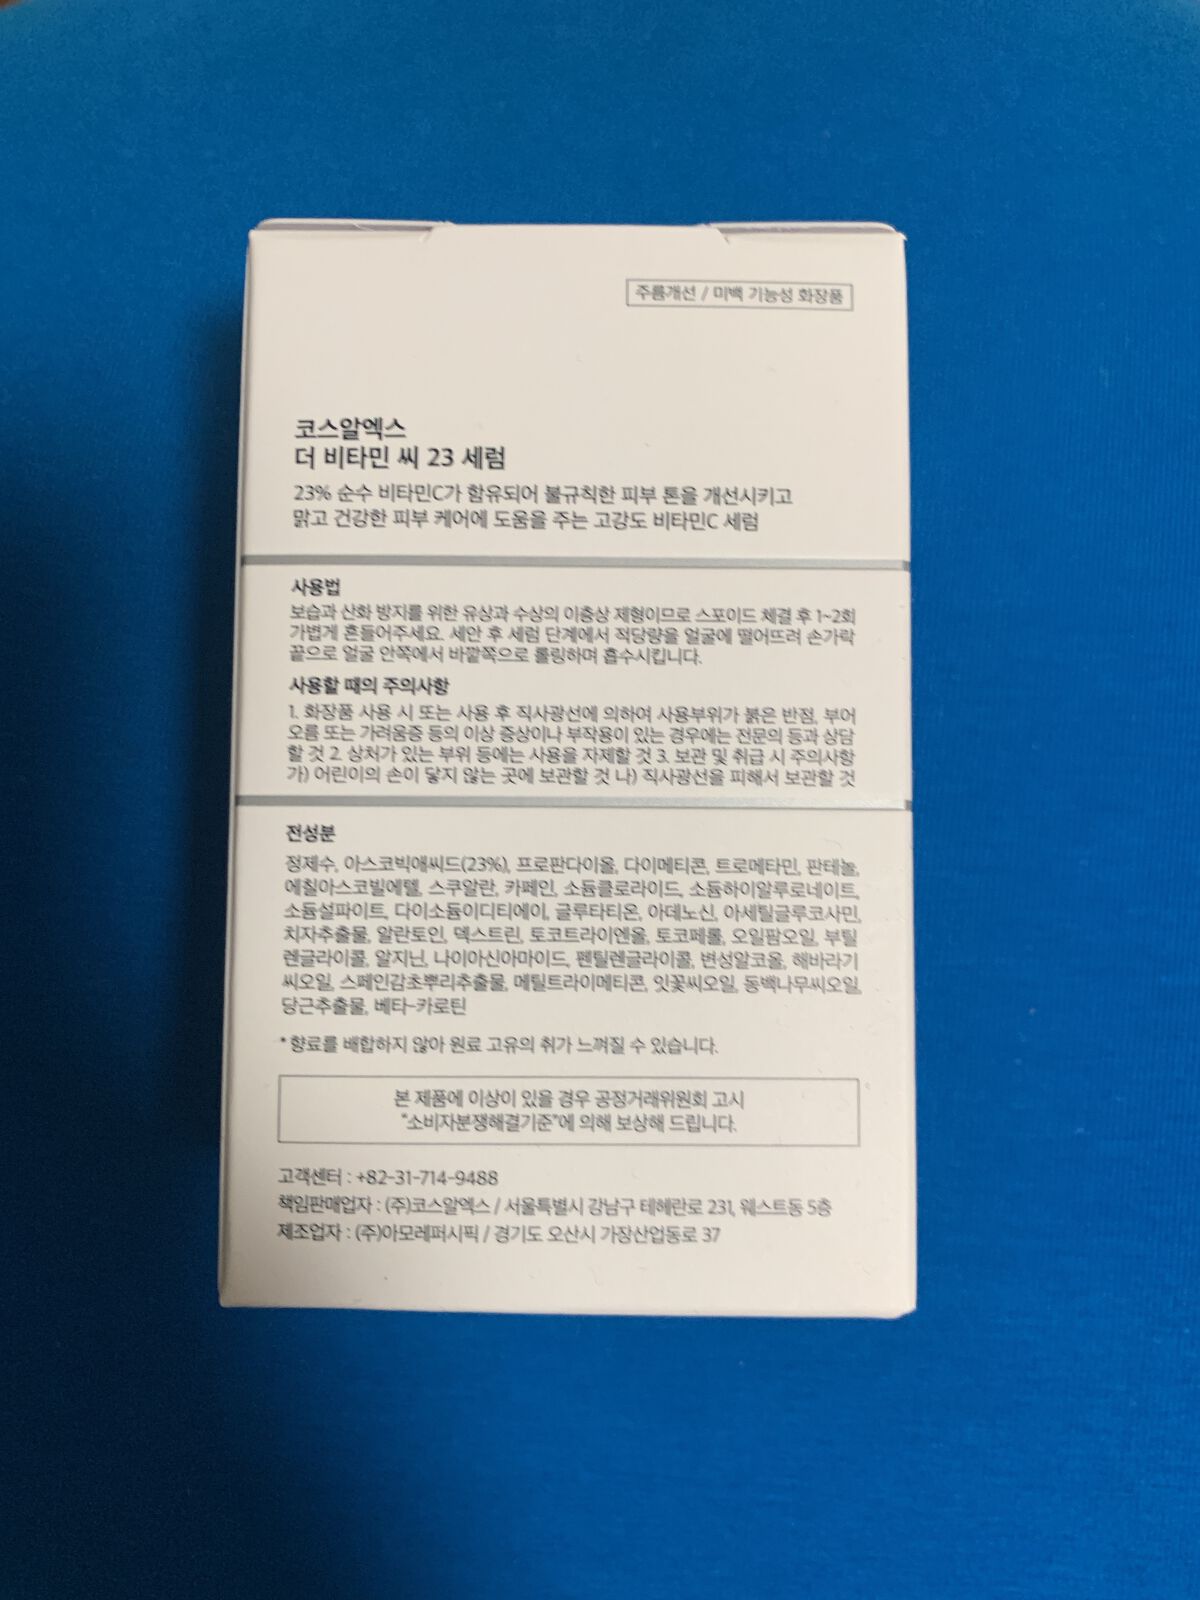 주름개선 / 미백 기능성 화장품
코스알엑스
더 비타민 씨 23 세럼
23% 순수 비타민C가 함유되어 불규칙한 피부 톤을 개선시키고
맑고 건강한 피부 케어에 도움을 주는 고강도 비타민C 세럼
사용법
보습과 산화 방지를 위한 유상과 수상의 이층상 제형이므로 스포이드 체결 후 1~2회
가볍게 흔들어주세요. 세안 후 세럼 단계에서 적당량을 얼굴에 떨어뜨려 손가락
끝으로 얼굴 안쪽에서 바깥쪽으로 롤링하며 흡수시킵니다.
사용할 때의 주의사항
1. 화장품 사용 시 또는 사용 후 직사광선에 의하여 사용부위가 붉은 반점, 부어
오름 또는 가려움증 등의 이상 증상이나 부작용이 있는 경우에는 전문의 등과 상담
할 것 2. 상처가 있는 부위 등에는 사용을 자제할 것 3. 보관 및 취급 시 주의사항
가) 어린이의 손이 닿지 않는 곳에 보관할 것 나) 직사광선을 피해서 보관할 것
전성분
정제수, 아스코빅애씨드(23%), 프로판다이올, 다이메티콘, 트로메타민, 판테놀,
에칠아스코빌에텔, 스쿠알란, 카페인, 소듐클로라이드, 소듐하이알루로네이트,
소듐설파이트, 다이소듐이디티에이, 글루타티온, 아데노신, 아세틸글루코사민,
치자추출물, 알란토인, 덱스트린, 토코트라이엔올, 토코페롤, 오일팜오일, 부틸
렌글라이콜, 알지닌, 나이아신아마이드, 펜틸렌글라이콜, 변성알코올, 해바라기
씨오일, 스페인감초뿌리추출물, 메틸트라이메티콘, 잇꽃씨오일, 동백나무씨오일,
당근추출물, 베타-카로틴
* 향료를 배합하지 않아 원료 고유의 취가 느껴질 수 있습니다.
본 제품에 이상이 있을 경우 공정거래위원회 고시
"소비자분쟁해결기준"에 의해 보상해 드립니다.
고객센터 : +82-31-714-9488
책임판매업자 : (주)코스알엑스 / 서울특별시 강남구 테헤란로 231, 웨스트동 5층
제조업자 : (주)아모레퍼시픽 / 경기도 오산시 가장산업동로 37